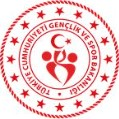 TÜRKİYE CUMHURİYETİ GENÇLİK VE SPOR BAKANLIĞI